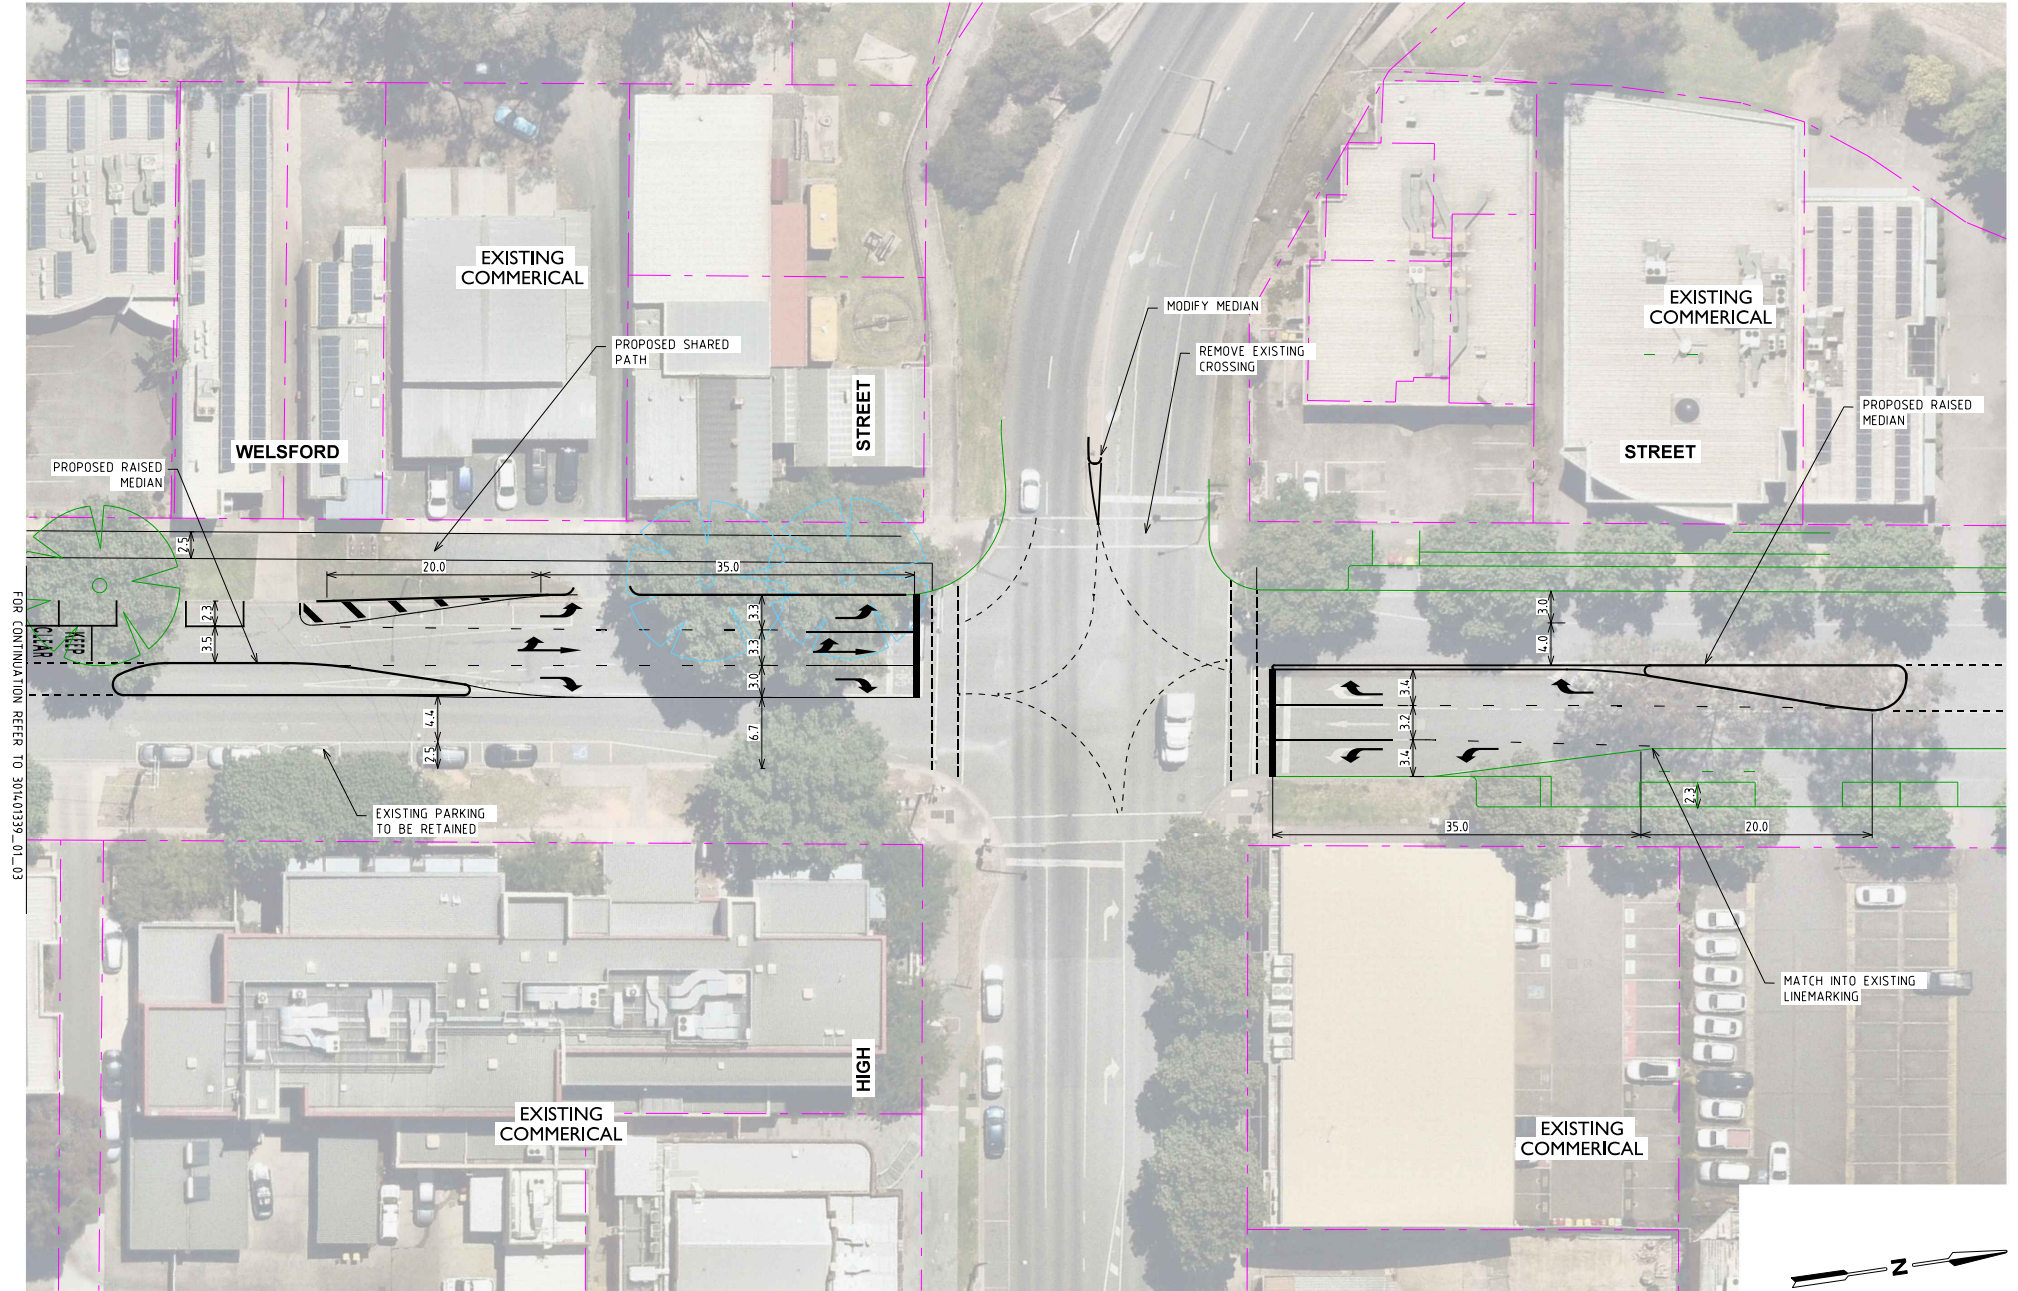 EXISTING
COMMERICAL
PROPOSED SHARED
PATH
MODIFY MEDIAN
REMOVE EXISTING
CROSSING
EXISTING
COMMERICAL
STREET
WELSFORD
STREET
PROPOSED RAISED
MEDIAN
PROPOSED RAISED
MEDIAN
2.5
20.0
35.0
2.3
3.5
KEEP
CLEAR
3.3
3.3
3.0
6.7
4.4
2.5
3.0
4.0
3.4
3.2
3.4
2.3
35.0
20.0
EXISTING PARKING
TO BE RETAINED
MATCH INTO EXISTING
LINEMARKING
FOR CONTINUATION REFER TO 301401339_01_03
HIGH
EXISTING
COMMERICAL
EXISTING
COMMERICAL
N